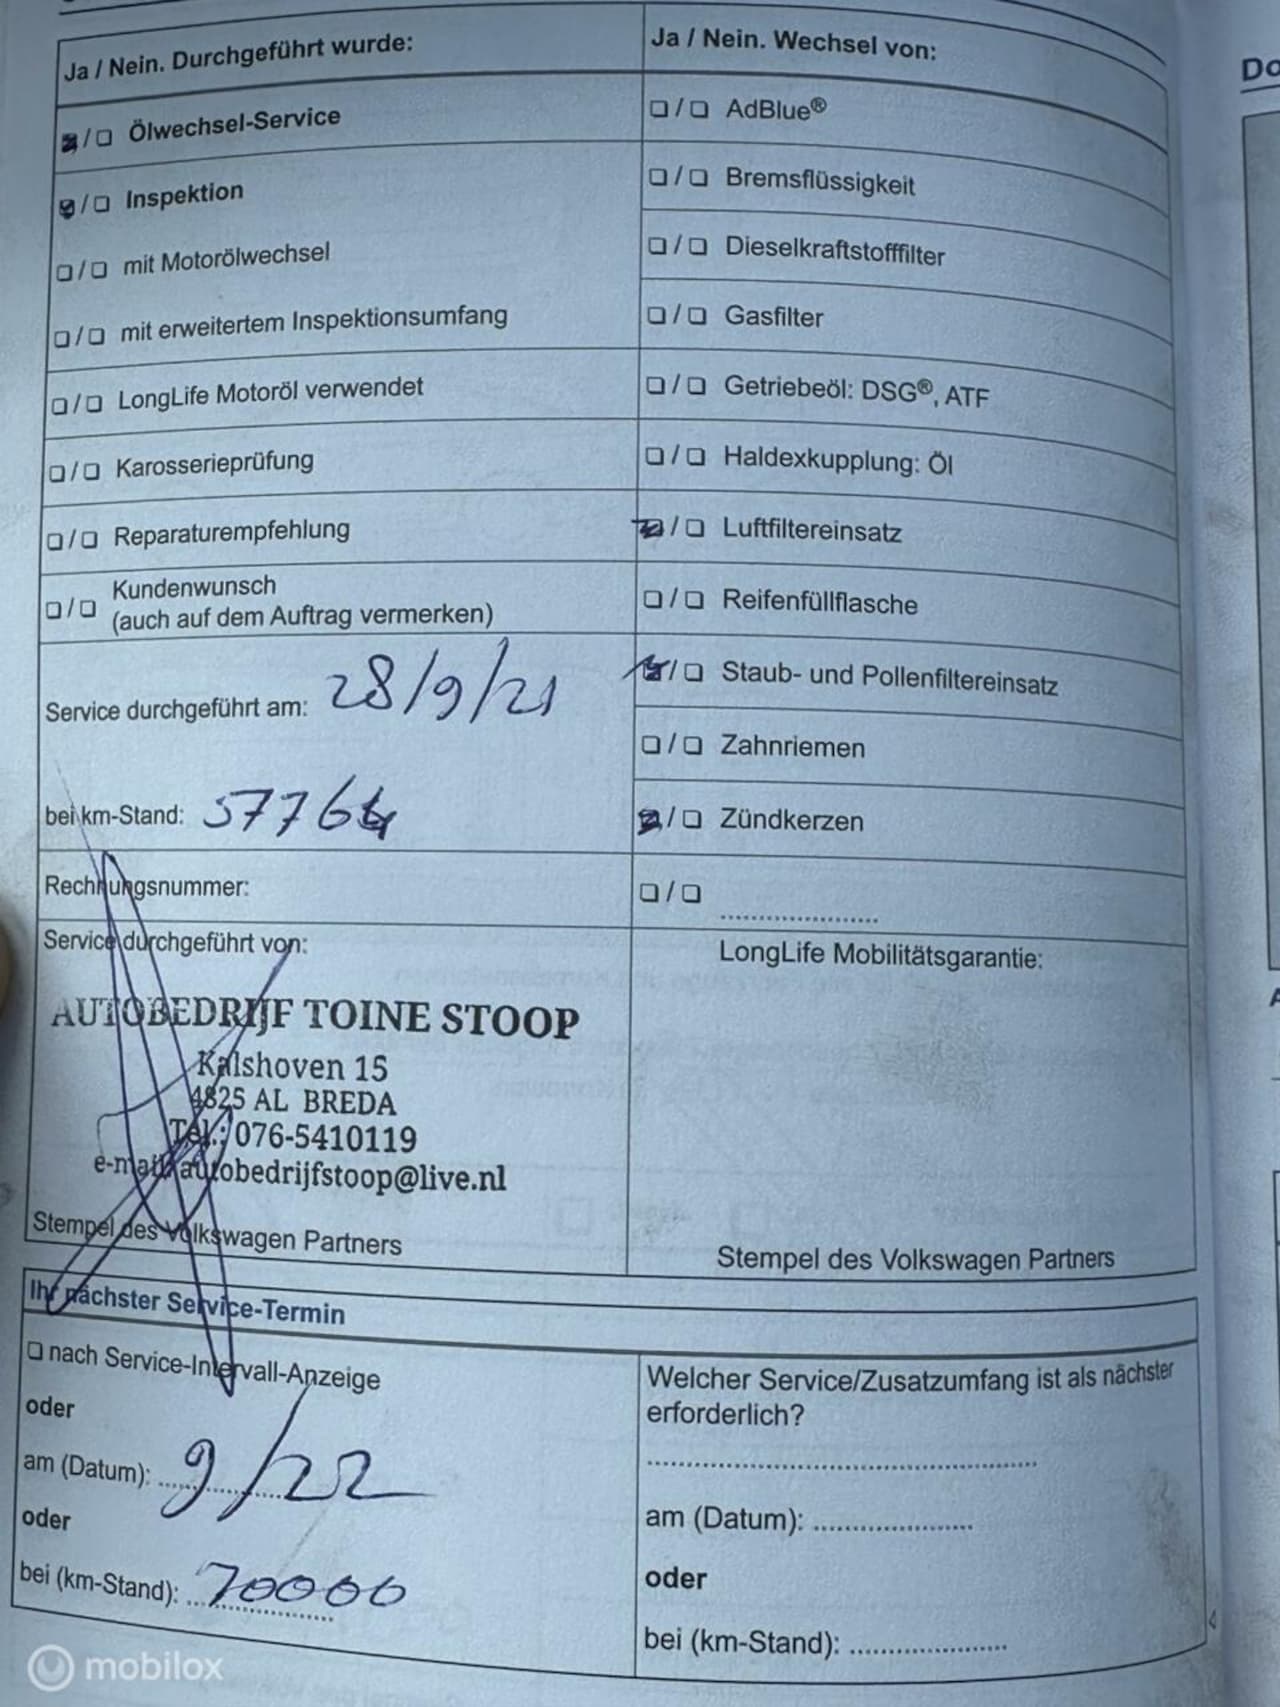 Ja / Nein. Durchgeführt wurde:
Ölwechsel-Service
Inspektion
mit Motorölwechsel
mit erweitertem Inspektionsumfang
LongLife Motoröl verwendet
Karosserieprüfung
Reparaturempfehlung
Kundenwunsch
(auch auf dem Auftrag vermerken)
Service durchgeführt am: 28/9/21
bei km-Stand: 57764
Rechnungsnummer:
Service durchgeführt von:
AUTOBEDRIJF TOINE STOOP
Kalshoven 15
4825 AL BREDA
Tel.: 076-5410119
e-mail: autobedrijfstoop@live.nl
Stempel des Volkswagen Partners
Ja / Nein. Wechsel von:
AdBlue®
Bremsflüssigkeit
Dieselkraftstofffilter
Gasfilter
Getriebeöl: DSG®, ATF
Haldexkupplung: Öl
Luftfiltereinsatz
Reifenfüllflasche
Staub- und Pollenfiltereinsatz
Zahnriemen
Zündkerzen
LongLife Mobilitätsgarantie:
Stempel des Volkswagen Partners
Ihr nächster Service-Termin
nach Service-Intervall-Anzeige
oder
am (Datum): 9/22
oder
bei (km-Stand): 70000
Welcher Service/Zusatzumfang ist als nächster
erforderlich?
am (Datum):
oder
bei (km-Stand):
mobilox